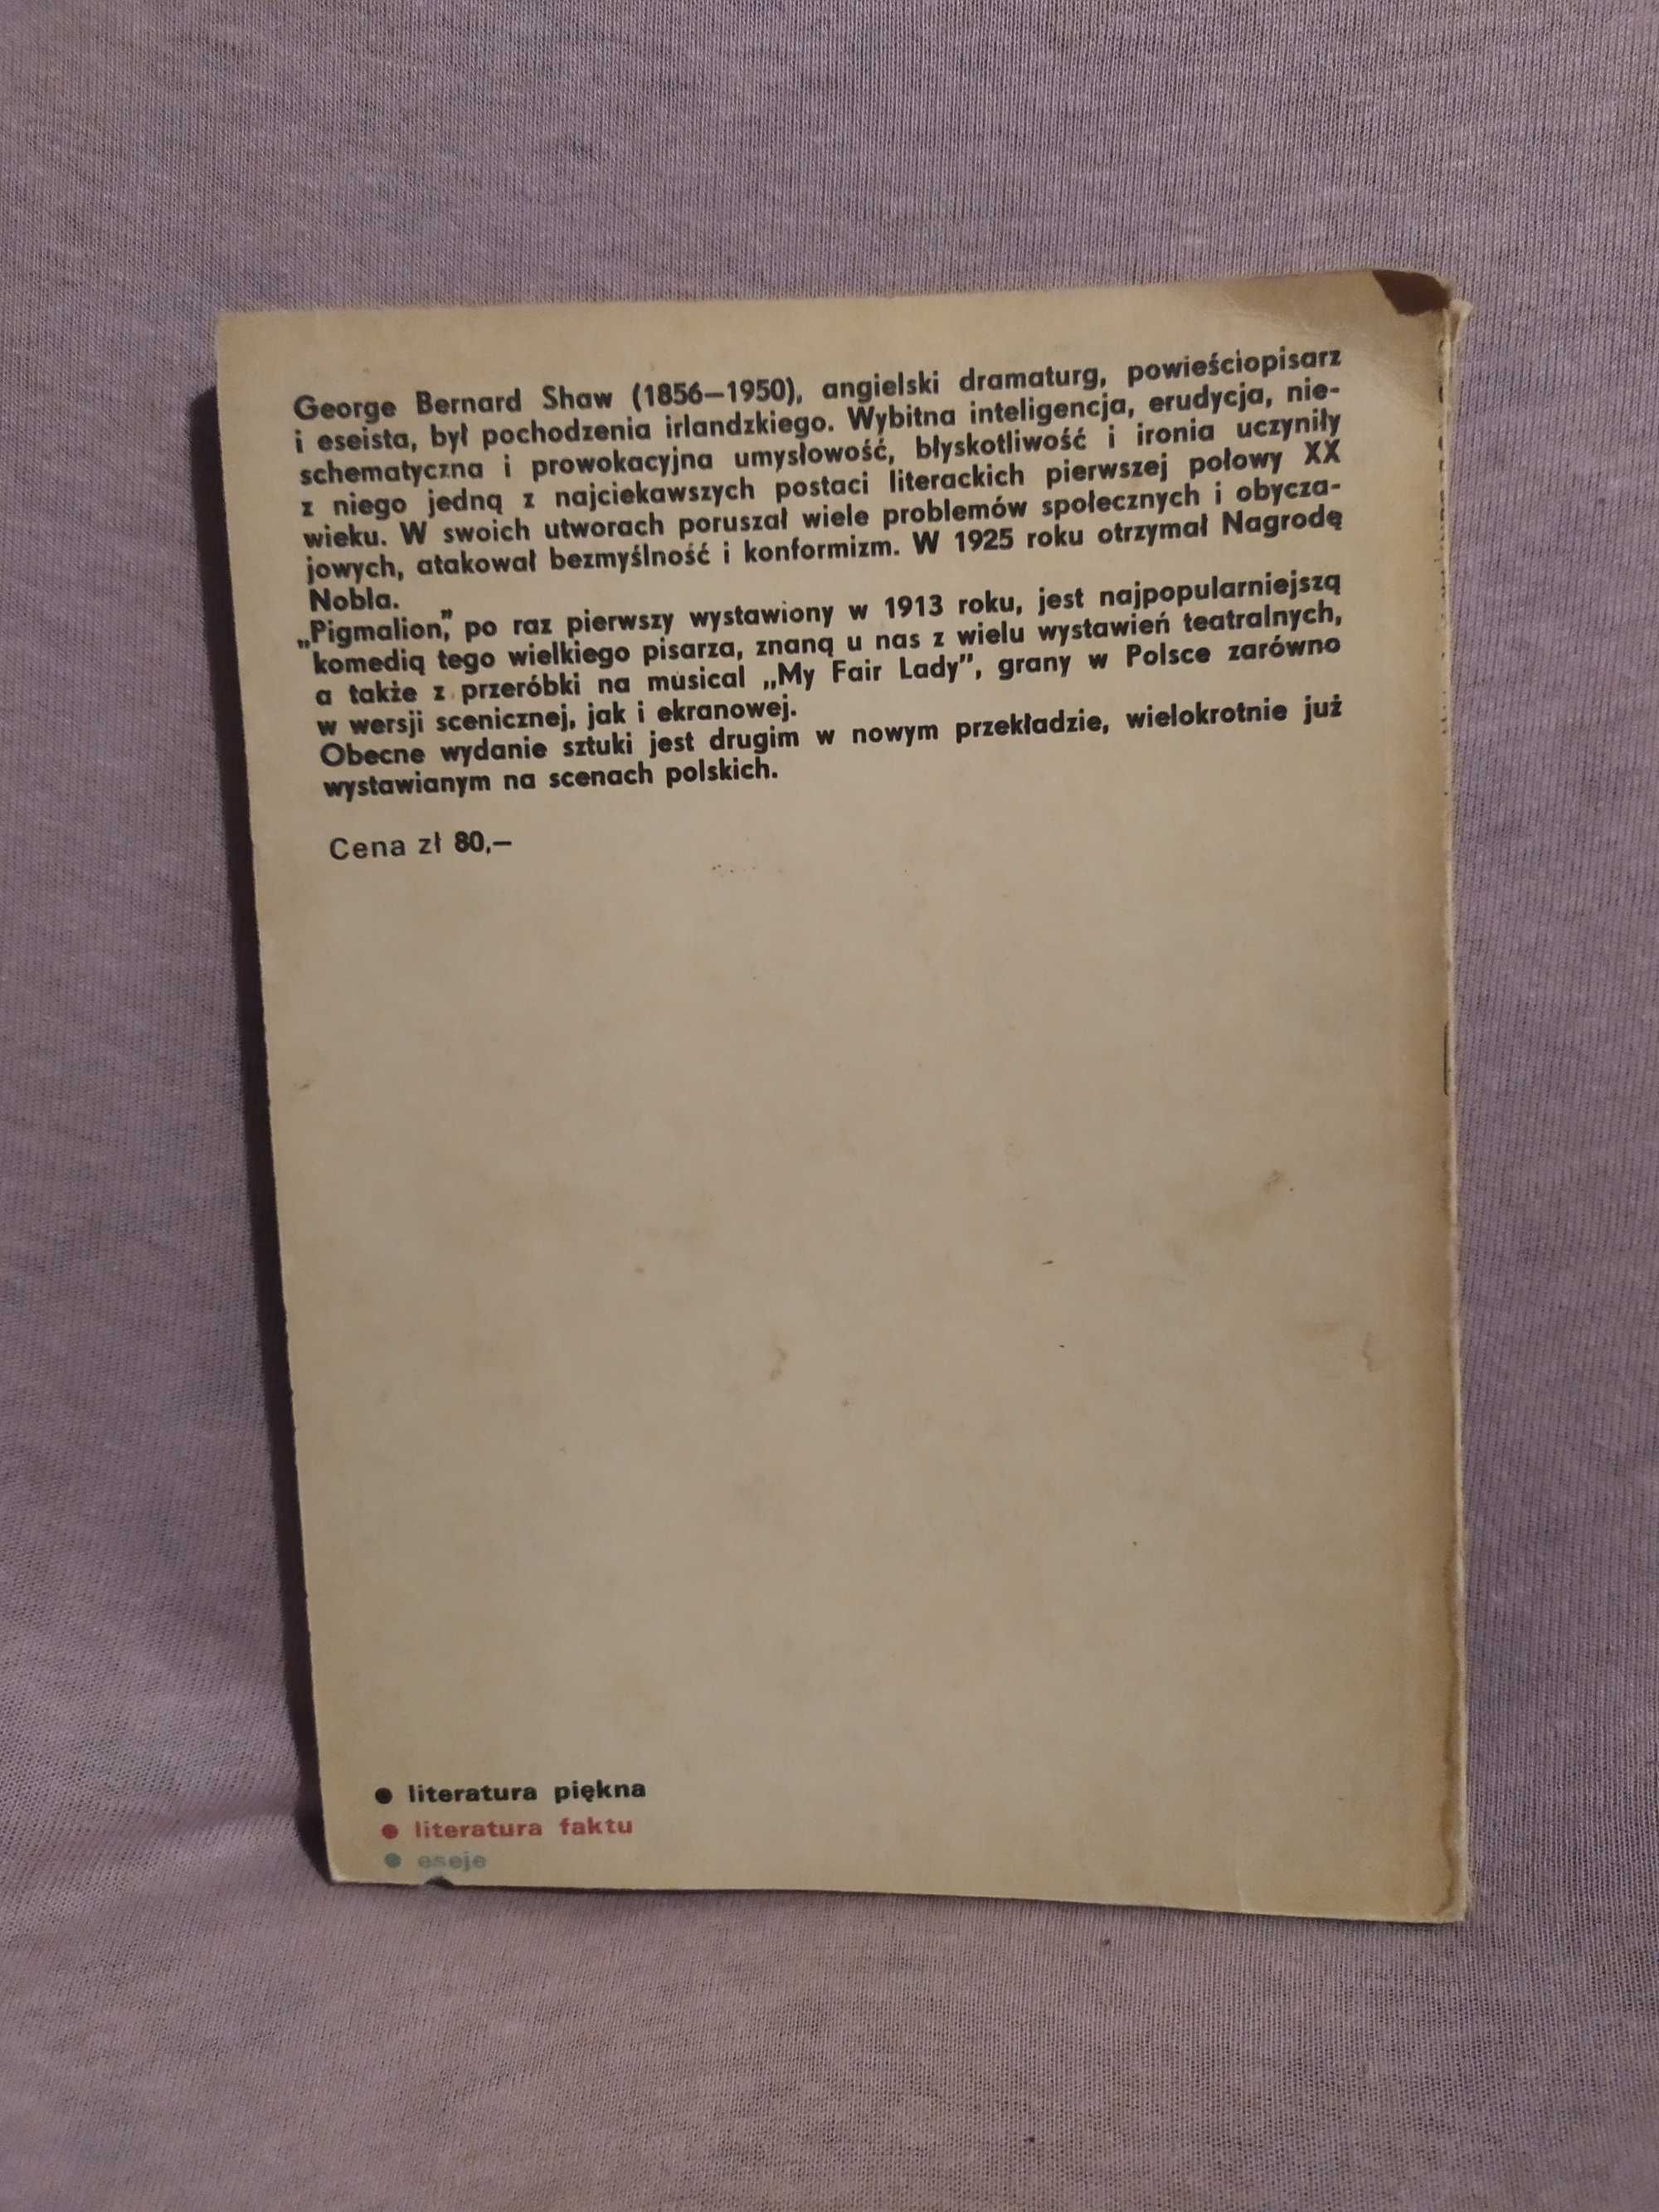 George Bernard Shaw (1856—1950), angielski dramaturg, powieściopisarz
i eseista, był pochodzenia irlandzkiego. Wybitna inteligencja, erudycja, nie-
schematyczna i prowokacyjna umysłowość, błyskotliwość i ironia uczyniły
z niego jedną z najciekawszych postaci literackich pierwszej połowy XX
wieku. W swoich utworach poruszał wiele problemów społecznych i obycza-
jowych, atakował bezmyślność i konformizm. W 1925 roku otrzymał Nagrodę
Nobla.
„Pigmalion”, po raz pierwszy wystawiony w 1913 roku, jest najpopularniejszą
komedią tego wielkiego pisarza, znaną u nas z wielu wystawień teatralnych,
a także z przeróbki na musical „My Fair Lady”, grany w Polsce zarówno
w wersji scenicznej, jak i ekranowej.
Obecne wydanie sztuki jest drugim w nowym przekładzie, wielokrotnie już
wystawianym na scenach polskich.
Cena zł 80,—
● literatura piękna
● literatura faktu
● eseje